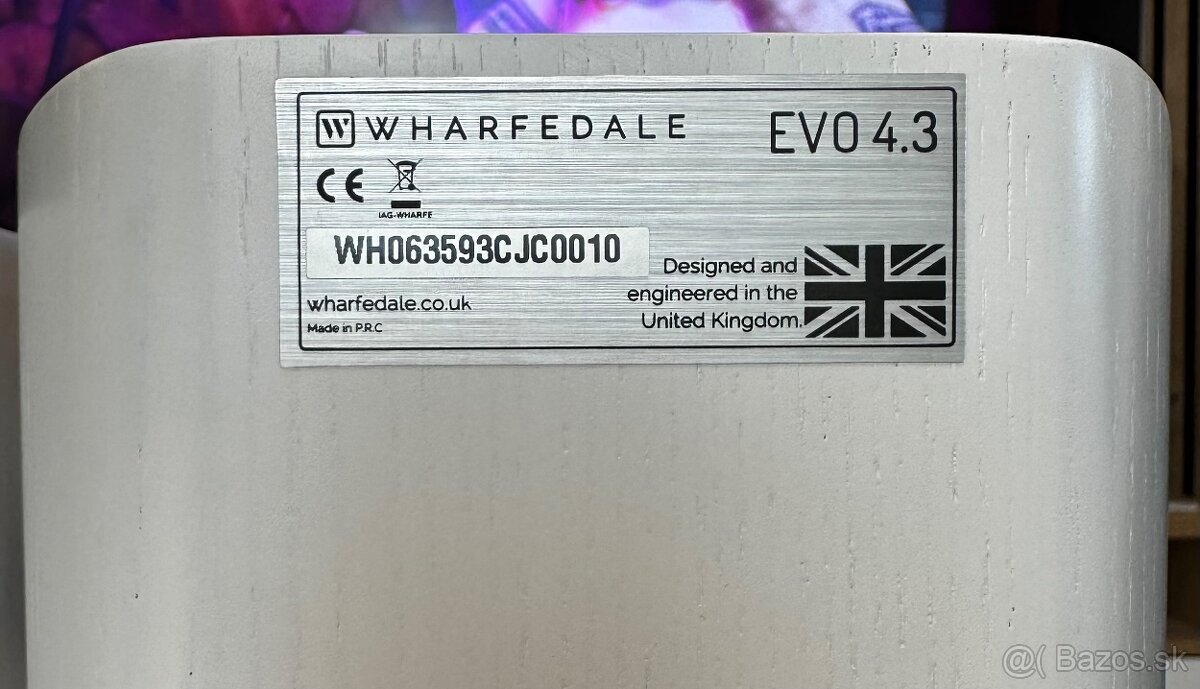 W WHARFEDALE
EVO 4.3
CE
IAG-WHARFE
WH063593CJC0010
Designed and
engineered in the
United Kingdom.
wharfedale.co.uk
Made in P.R.C
@( Bazos.sk